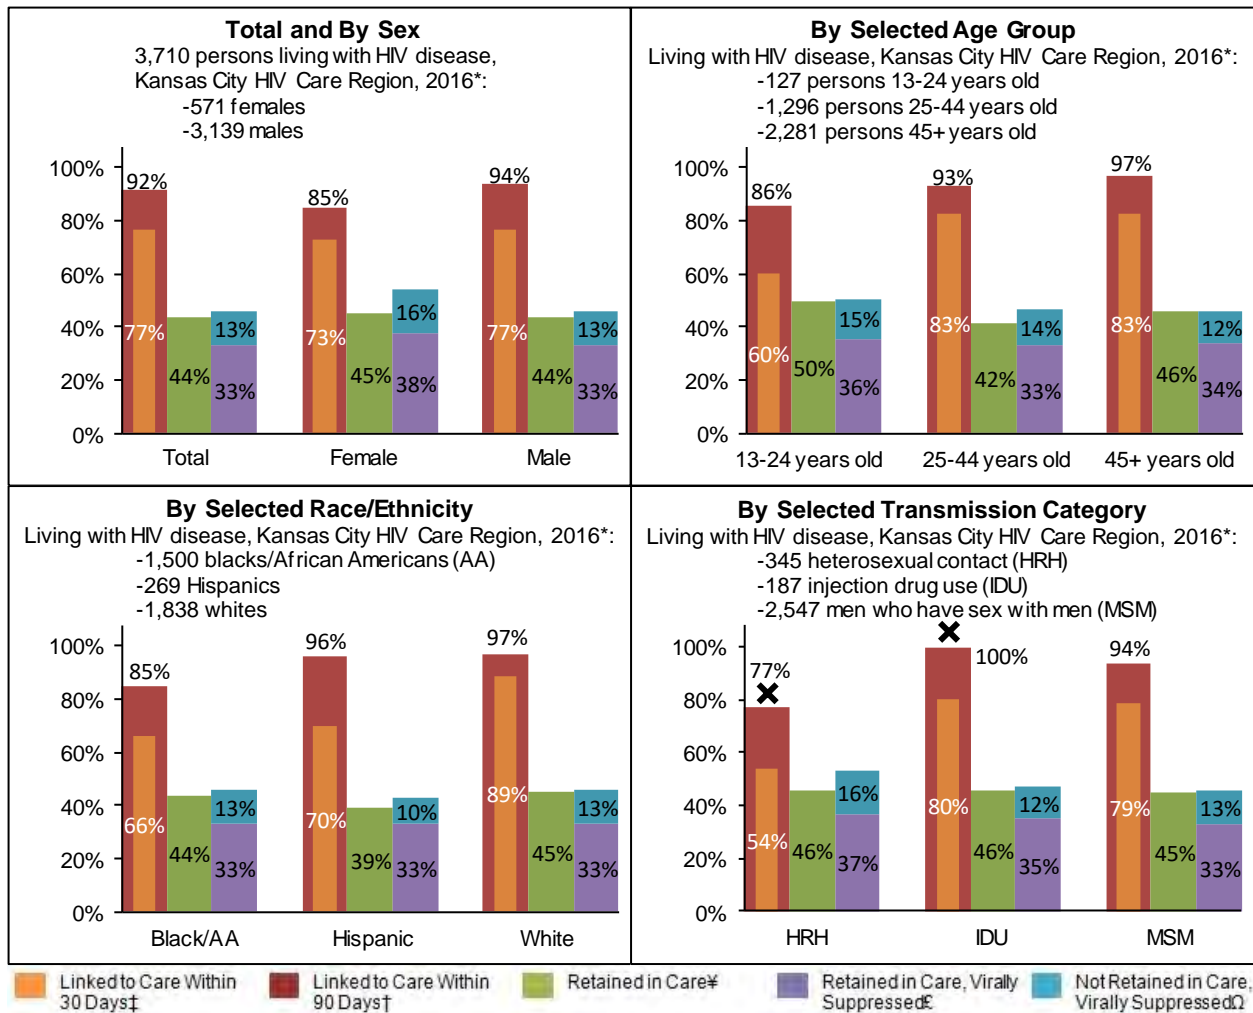 Total and By Sex
3,710 persons living with HIV disease,
Kansas City HIV Care Region, 2016*:
-571 females
-3,139 males
100%
80%
60%
40%
20%
0%
92%
85%
94%
77%
44%
13%
33%
73%
45%
16%
38%
77%
44%
13%
33%
Total
Female
Male
By Selected Age Group
Living with HIV disease, Kansas City HIV Care Region, 2016*:
-127 persons 13-24 years old
-1,296 persons 25-44 years old
-2,281 persons 45+ years old
100%
80%
60%
40%
20%
0%
86%
93%
97%
60%
50%
15%
36%
83%
42%
14%
33%
83%
46%
12%
34%
13-24 years old
25-44 years old
45+ years old
By Selected Race/Ethnicity
Living with HIV disease, Kansas City HIV Care Region, 2016*:
-1,500 blacks/African Americans (AA)
-269 Hispanics
-1,838 whites
100%
80%
60%
40%
20%
0%
85%
96%
97%
66%
44%
13%
33%
70%
39%
10%
33%
89%
45%
13%
33%
Black/AA
Hispanic
White
By Selected Transmission Category
Living with HIV disease, Kansas City HIV Care Region, 2016*:
-345 heterosexual contact (HRH)
-187 injection drug use (IDU)
-2,547 men who have sex with men (MSM)
100%
80%
60%
40%
20%
0%
77%
100%
94%
54%
46%
16%
37%
80%
46%
12%
35%
79%
45%
13%
33%
HRH
IDU
MSM
Linked to Care Within
30 Days‡
Linked to Care Within
90 Days†
Retained in Care¥
Retained in Care, Virally
Suppressed£
Not Retained in Care,
Virally SuppressedΩ